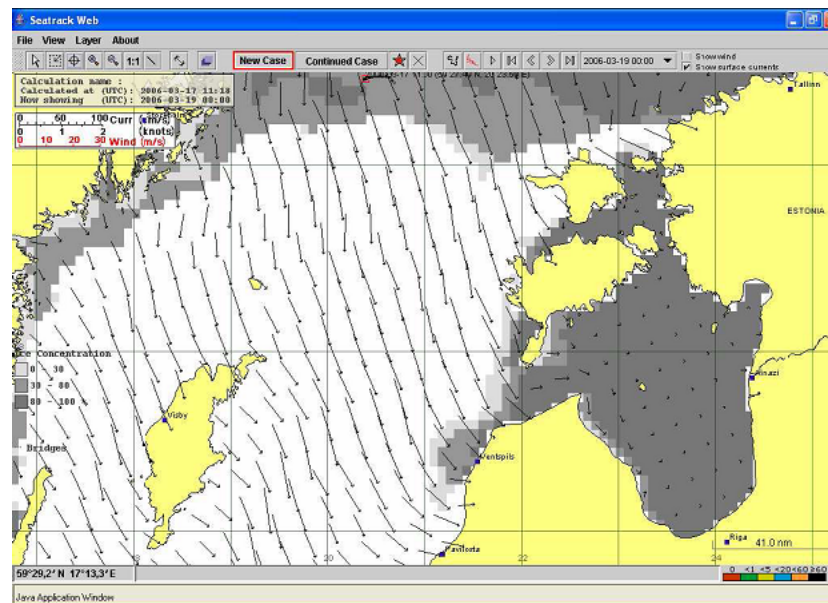 Seatrack Web
File View Layer About
1:1 New Case Continued Case 2006-03-19 00:00 Show wind
Show surface currents
Calculation name :
Calculated at (UTC): 2006-03-17 11:18
Now showing (UTC): 2006-03-19 00:00
0 50 100 Curr (cm/s)
0 1 2 (knots)
0 10 20 30 Wind (m/s)
Tallinn
ESTONIA
Ice Concentration
0 - 30
30 - 80
80 - 100 %
Ainazi
Visby
Bridges
Ventspils
Riga
41.0 nm
Pavilosta
20 22 24
59°29,2' N 17°13,3' E
0 <1 <5 <20 <60 ≥60
Java Application Window